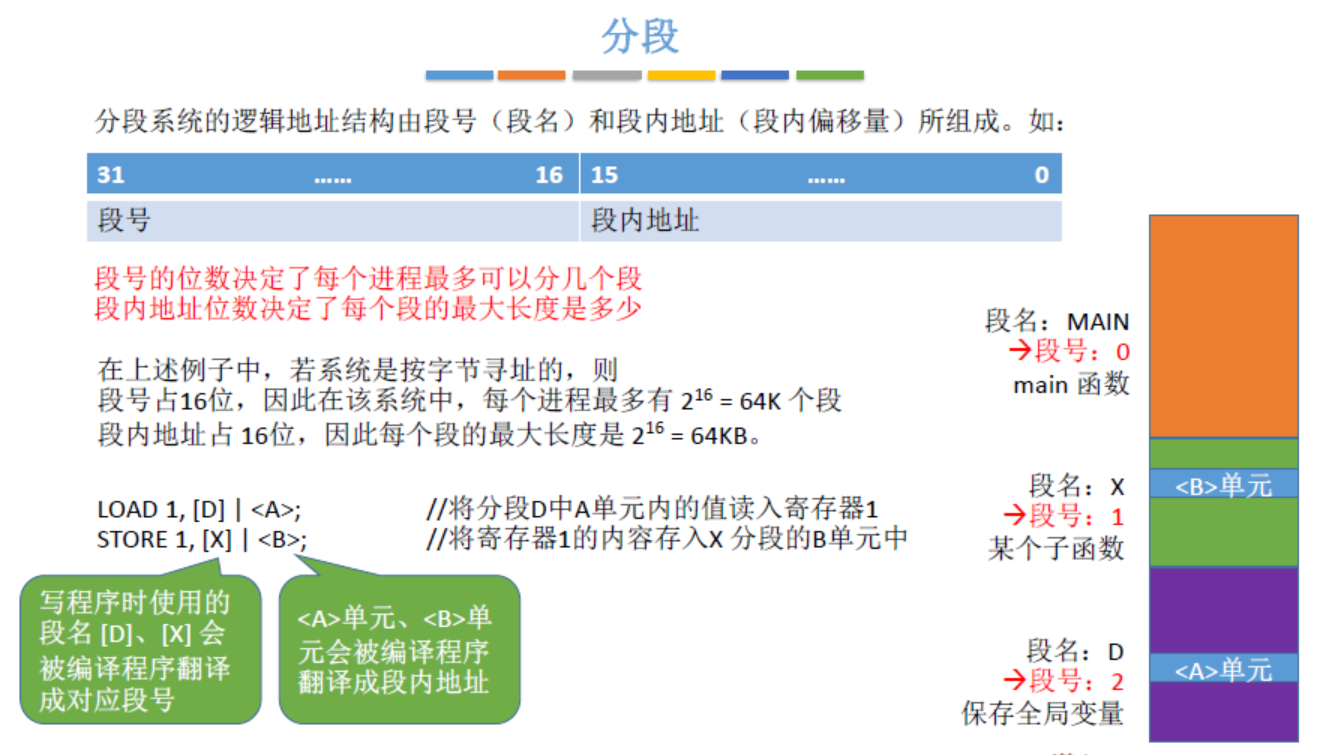 分段
分段系统的逻辑地址结构由段号（段名）和段内地址（段内偏移量）所组成。如：
31 …… 16 15 …… 0
段号 段内地址
段号的位数决定了每个进程最多可以分几个段
段内地址位数决定了每个段的最大长度是多少
在上述例子中，若系统是按字节寻址的，则
段号占16位，因此在该系统中，每个进程最多有 2¹⁶ = 64K 个段
段内地址占 16位，因此每个段的最大长度是 2¹⁶ = 64KB。
LOAD 1, [D] | <A>; //将分段D中A单元内的值读入寄存器1
STORE 1, [X] | <B>; //将寄存器1的内容存入X 分段的B单元中
写程序时使用的
段名 [D]、[X] 会
被编译程序翻译
成对应段号
<A>单元、<B>单
元会被编译程序
翻译成段内地址
段名：MAIN
→段号：0
main 函数
段名：X
→段号：1
某个子函数
<B>单元
段名：D
→段号：2
保存全局变量
<A>单元